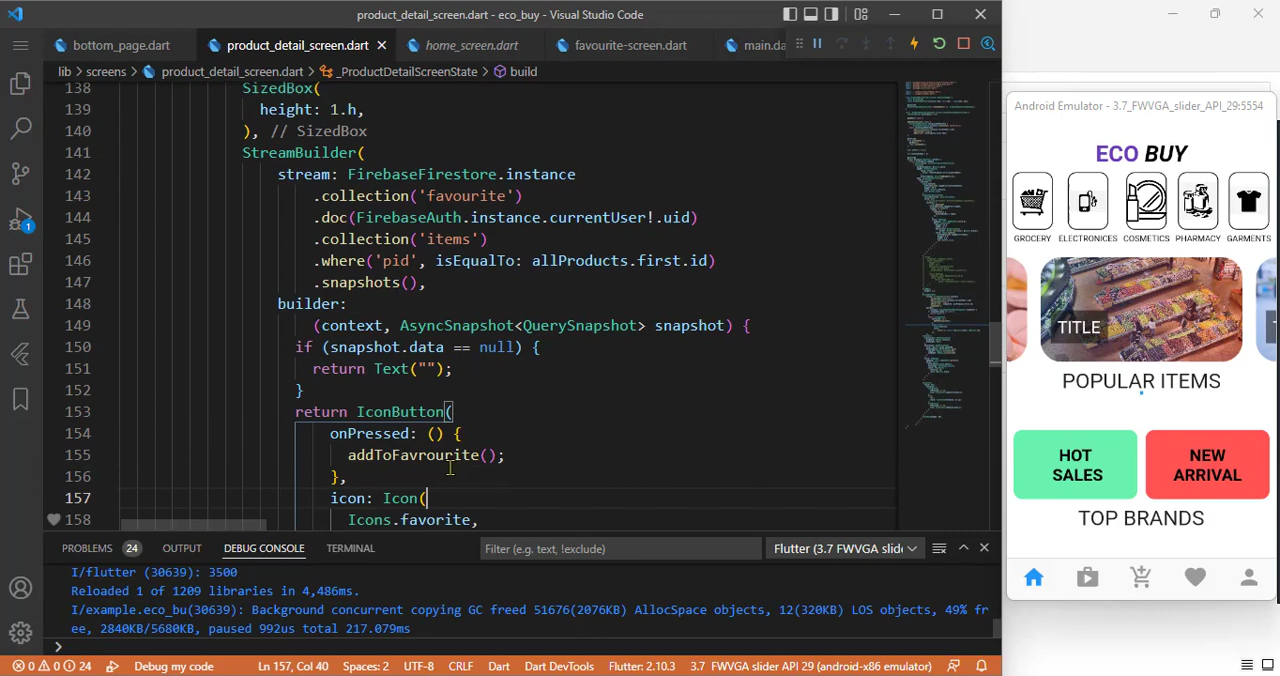 product_detail_screen.dart - eco_buy - Visual Studio Code
bottom_page.dart
product_detail_screen.dart
home_screen.dart
favourite-screen.dart
main.da
lib > screens > product_detail_screen.dart > _ProductDetailScreenState > build
138 SizedBox(
139 height: 1.h,
140 ), // SizedBox
141 StreamBuilder(
142 stream: FirebaseFirestore.instance
143 .collection('favourite')
144 .doc(FirebaseAuth.instance.currentUser!.uid)
145 .collection('items')
146 .where('pid', isEqualTo: allProducts.first.id)
147 .snapshots(),
148 builder:
149 (context, AsyncSnapshot<QuerySnapshot> snapshot) {
150 if (snapshot.data == null) {
151 return Text("");
152 }
153 return IconButton(
154 onPressed: () {
155 addToFavrourite();
156 },
157 icon: Icon(
158 Icons.favorite,
PROBLEMS 24 OUTPUT DEBUG CONSOLE TERMINAL
Filter (e.g. text, !exclude)
Flutter (3.7 FWVGA slide
I/flutter (30639): 3500
Reloaded 1 of 1209 libraries in 4,486ms.
I/example.eco_bu(30639): Background concurrent copying GC freed 51676(2076KB) AllocSpace objects, 12(320KB) LOS objects, 49% fr
ee, 2840KB/5680KB, paused 992us total 217.079ms
>
1
0 0 24 Debug my code Ln 157, Col 40 Spaces: 2 UTF-8 CRLF Dart Dart DevTools Flutter: 2.10.3 3.7 FWVGA slider API 29 (android-x86 emulator)
Android Emulator - 3.7_FWVGA_slider_API_29:5554
ECO BUY
GROCERY
ELECTRONICES
COSMETICS
PHARMACY
GARMENTS
TITLE
T
POPULAR ITEMS
HOT
SALES
NEW
ARRIVAL
TOP BRANDS